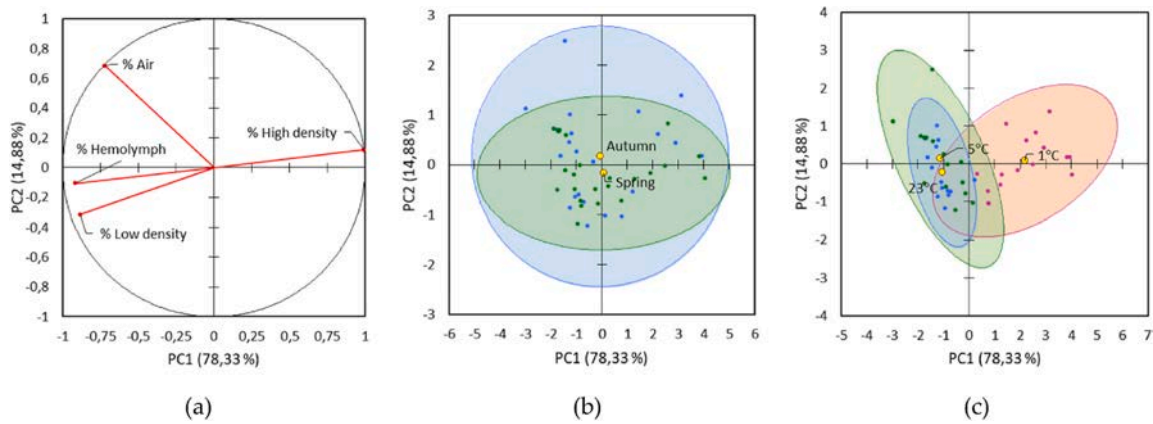 1
0,8
0,6
0,4
0,2
0
-0,2
-0,4
-0,6
-0,8
-1
PC2 (14,88 %)
% Air
% High density
% Hemolymph
% Low density
-1 -0,75 -0,5 -0,25 0 0,25 0,5 0,75 1
PC1 (78,33 %)
(a)
3
2
1
0
-1
-2
-3
PC2 (14,88 %)
Autumn
Spring
-6 -5 -4 -3 -2 -1 0 1 2 3 4 5 6
PC1 (78,33 %)
(b)
4
3
2
1
0
-1
-2
-3
-4
PC2 (14,88 %)
5°C
1°C
23°C
-5 -4 -3 -2 -1 0 1 2 3 4 5 6 7
PC1 (78,33 %)
(c)